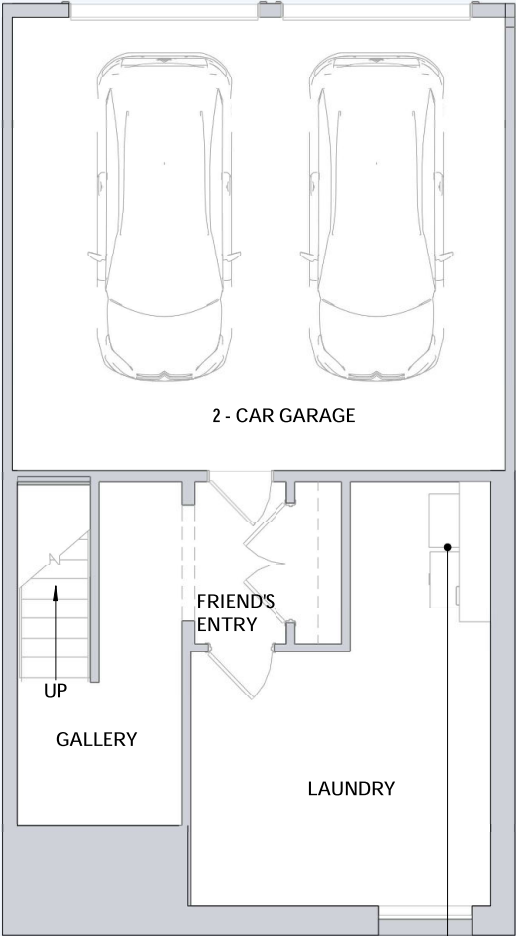 2 - CAR GARAGE
FRIEND'S
ENTRY
UP
GALLERY
LAUNDRY